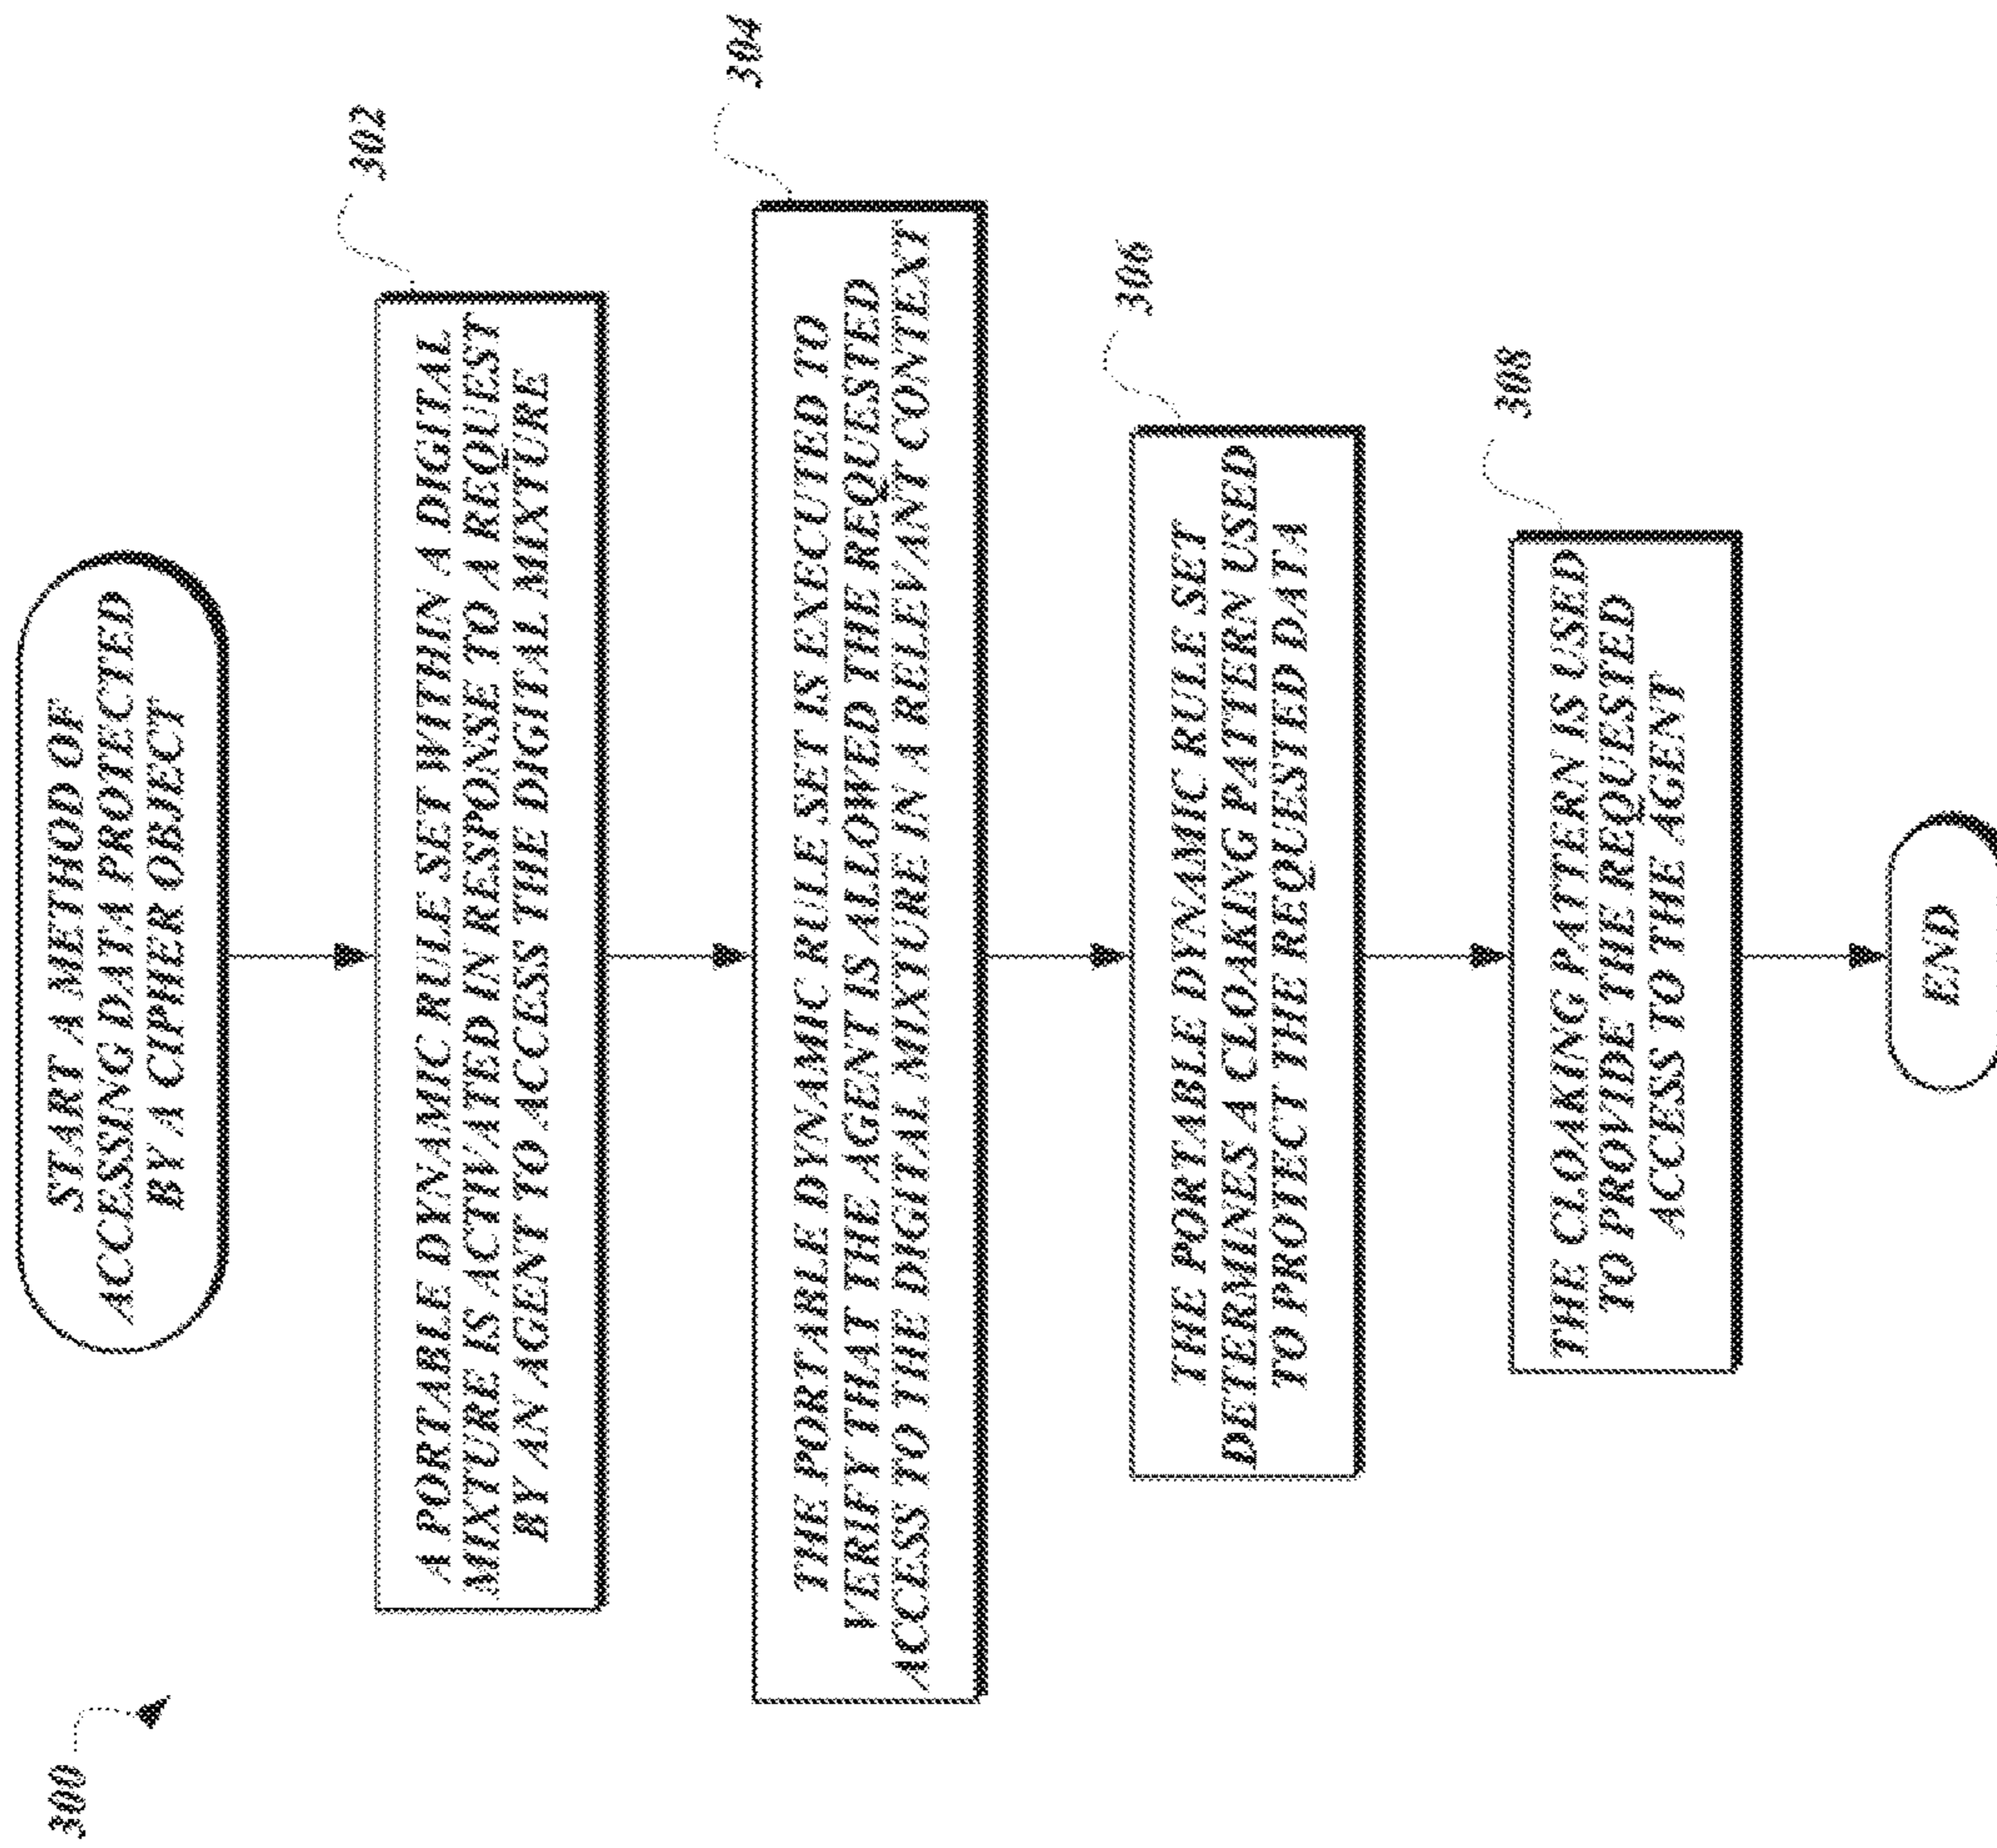 300
START A METHOD OF
ACCESSING DATA PROTECTED
BY A CIPHER OBJECT
302
A PORTABLE DYNAMIC RULE SET WITHIN A DIGITAL
MIXTURE IS ACTIVATED IN RESPONSE TO A REQUEST
BY AN AGENT TO ACCESS THE DIGITAL MIXTURE
304
THE PORTABLE DYNAMIC RULE SET IS EXECUTED TO
VERIFY THAT THE AGENT IS ALLOWED THE REQUESTED
ACCESS TO THE DIGITAL MIXTURE IN A RELEVANT CONTEXT
306
THE PORTABLE DYNAMIC RULE SET
DETERMINES A CLOAKING PATTERN USED
TO PROTECT THE REQUESTED DATA
308
THE CLOAKING PATTERN IS USED
TO PROVIDE THE REQUESTED
ACCESS TO THE AGENT
END